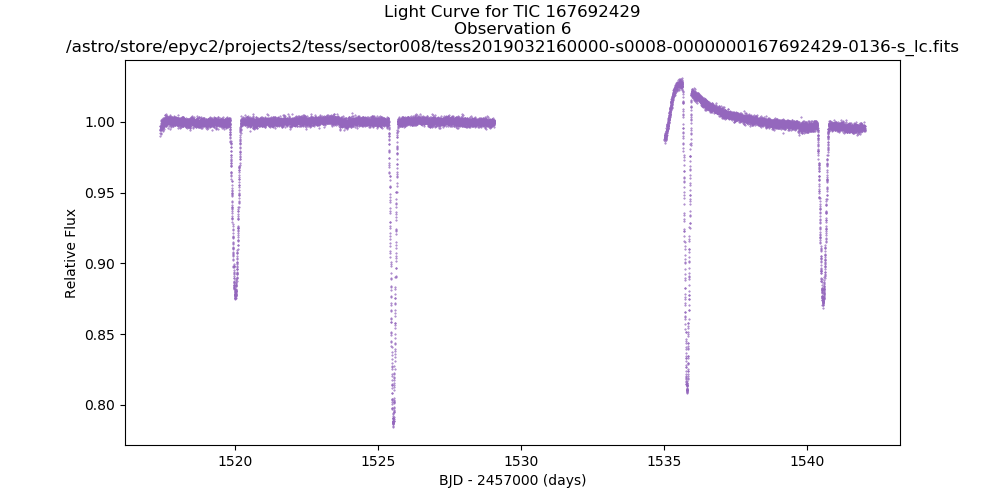 Light Curve for TIC 167692429
Observation 6
/astro/store/epyc2/projects2/tess/sector008/tess2019032160000-s0008-0000000167692429-0136-s_lc.fits
1.00
0.95
0.90
0.85
0.80
Relative Flux
1520
1525
1530
1535
1540
BJD - 2457000 (days)